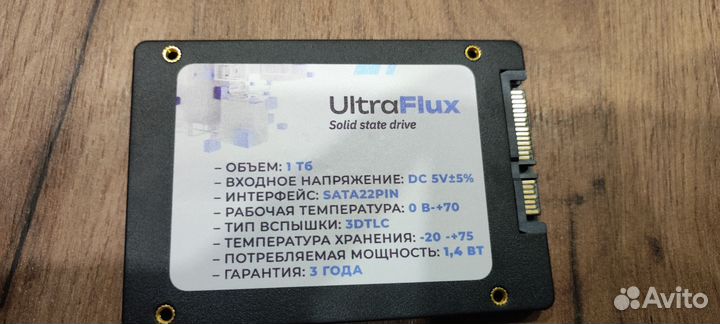 UltraFlux
Solid state drive
– ОБЪЕМ: 1 Тб
– ВХОДНОЕ НАПРЯЖЕНИЕ: DC 5V±5%
– ИНТЕРФЕЙС: SATA22PIN
– РАБОЧАЯ ТЕМПЕРАТУРА: 0 В-+70
– ТИП ВСПЫШКИ: 3DTLC
– ТЕМПЕРАТУРА ХРАНЕНИЯ: -20 -+75
– ПОТРЕБЛЯЕМАЯ МОЩНОСТЬ: 1,4 ВТ
– ГАРАНТИЯ: 3 ГОДА
Avito